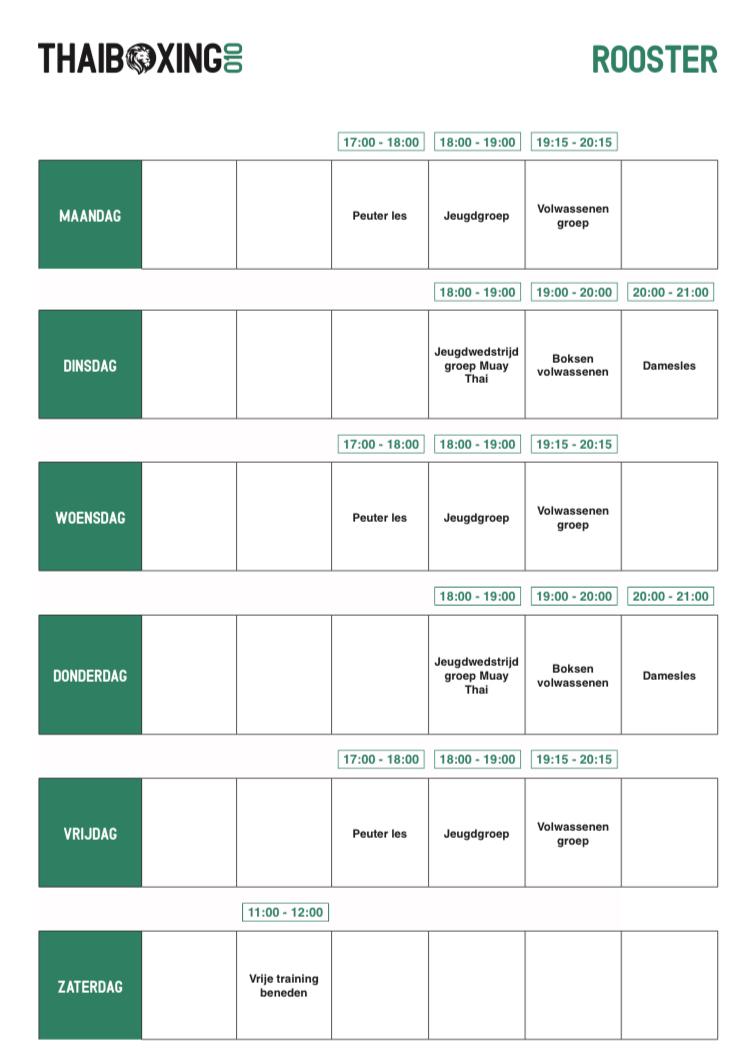 THAIBOXING010
ROOSTER
17:00 - 18:00 18:00 - 19:00 19:15 - 20:15
MAANDAG
Peuter les
Jeugdgroep
Volwassenen
groep
18:00 - 19:00 19:00 - 20:00 20:00 - 21:00
DINSDAG
Jeugdwedstrijd
groep Muay
Thai
Boksen
volwassenen
Damesles
17:00 - 18:00 18:00 - 19:00 19:15 - 20:15
WOENSDAG
Peuter les
Jeugdgroep
Volwassenen
groep
18:00 - 19:00 19:00 - 20:00 20:00 - 21:00
DONDERDAG
Jeugdwedstrijd
groep Muay
Thai
Boksen
volwassenen
Damesles
17:00 - 18:00 18:00 - 19:00 19:15 - 20:15
VRIJDAG
Peuter les
Jeugdgroep
Volwassenen
groep
11:00 - 12:00
ZATERDAG
Vrije training
beneden